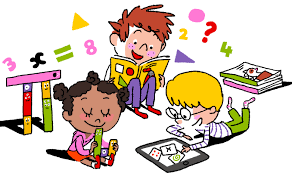 3 x = 8
2 ? 4
x